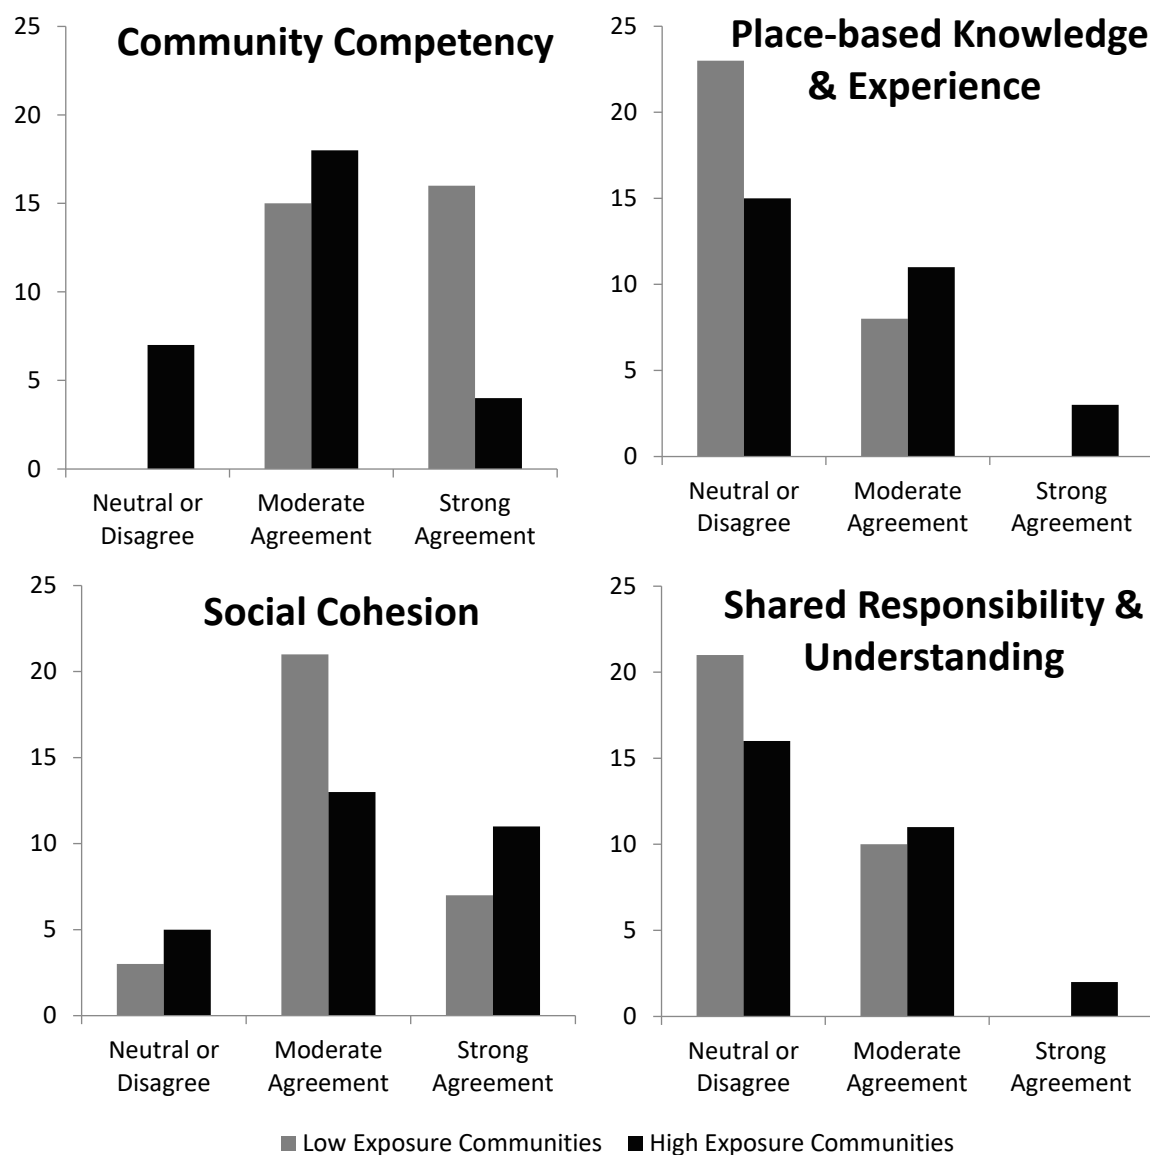 Community Competency
25
20
15
10
5
0
Neutral or
Disagree
Moderate
Agreement
Strong
Agreement
Place-based Knowledge
& Experience
25
20
15
10
5
0
Neutral or
Disagree
Moderate
Agreement
Strong
Agreement
Social Cohesion
25
20
15
10
5
0
Neutral or
Disagree
Moderate
Agreement
Strong
Agreement
Shared Responsibility &
Understanding
25
20
15
10
5
0
Neutral or
Disagree
Moderate
Agreement
Strong
Agreement
Low Exposure Communities
High Exposure Communities